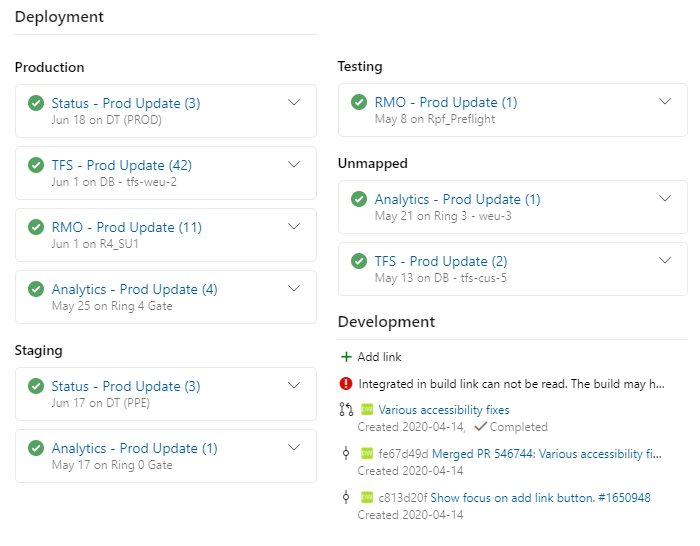 Deployment
Production
Status - Prod Update (3)
Jun 18 on DT (PROD)
TFS - Prod Update (42)
Jun 1 on DB - tfs-weu-2
RMO - Prod Update (11)
Jun 1 on R4_SU1
Analytics - Prod Update (4)
May 25 on Ring 4 Gate
Staging
Status - Prod Update (3)
Jun 17 on DT (PPE)
Analytics - Prod Update (1)
May 17 on Ring 0 Gate
Testing
RMO - Prod Update (1)
May 8 on Rpf_Preflight
Unmapped
Analytics - Prod Update (1)
May 21 on Ring 3 - weu-3
TFS - Prod Update (2)
May 13 on DB - tfs-cus-5
Development
Add link
Integrated in build link can not be read. The build may h...
Various accessibility fixes
Created 2020-04-14, Completed
fe67d49d Merged PR 546744: Various accessibility fi...
Created 2020-04-14
c813d20f Show focus on add link button. #1650948
Created 2020-04-14